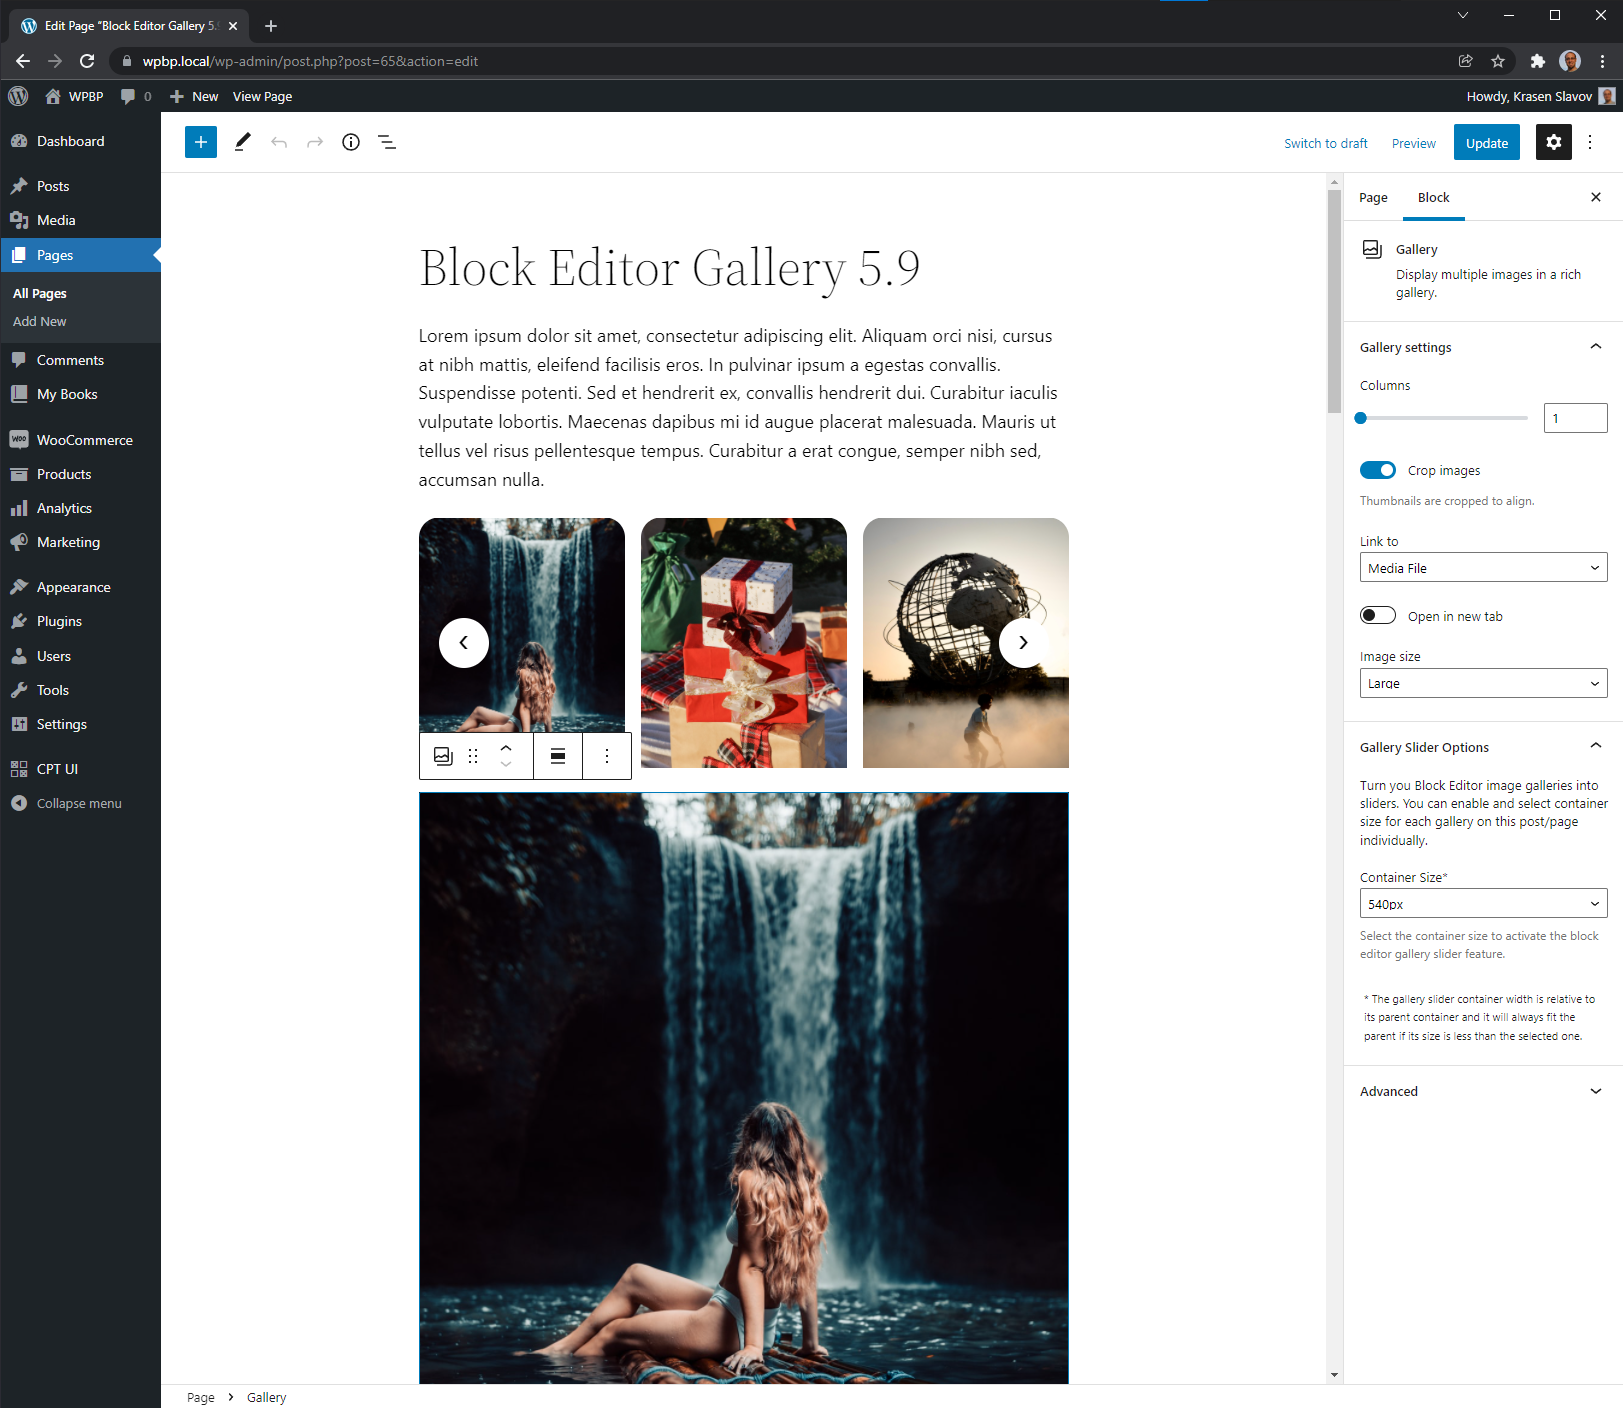 Edit Page “Block Editor Gallery 5.9
wpbp.local/wp-admin/post.php?post=65&action=edit
WPBP
0
New
View Page
Howdy, Krasen Slavov
Dashboard
Posts
Media
Pages
All Pages
Add New
Comments
My Books
Woo
WooCommerce
Products
Analytics
Marketing
Appearance
Plugins
Users
Tools
Settings
CPT UI
Collapse menu
Switch to draft
Preview
Update
Block Editor Gallery 5.9
Lorem ipsum dolor sit amet, consectetur adipiscing elit. Aliquam orci nisi, cursus
at nibh mattis, eleifend facilisis eros. In pulvinar ipsum a egestas convallis.
Suspendisse potenti. Sed et hendrerit ex, convallis hendrerit dui. Curabitur iaculis
vulputate lobortis. Maecenas dapibus mi id augue placerat malesuada. Mauris ut
tellus vel risus pellentesque tempus. Curabitur a erat congue, semper nibh sed,
accumsan nulla.
Page
Block
Gallery
Display multiple images in a rich
gallery.
Gallery settings
Columns
1
Crop images
Thumbnails are cropped to align.
Link to
Media File
Open in new tab
Image size
Large
Gallery Slider Options
Turn you Block Editor image galleries into
sliders. You can enable and select container
size for each gallery on this post/page
individually.
Container Size*
540px
Select the container size to activate the block
editor gallery slider feature.
* The gallery slider container width is relative to
its parent container and it will always fit the
parent if its size is less than the selected one.
Advanced
Page
Gallery